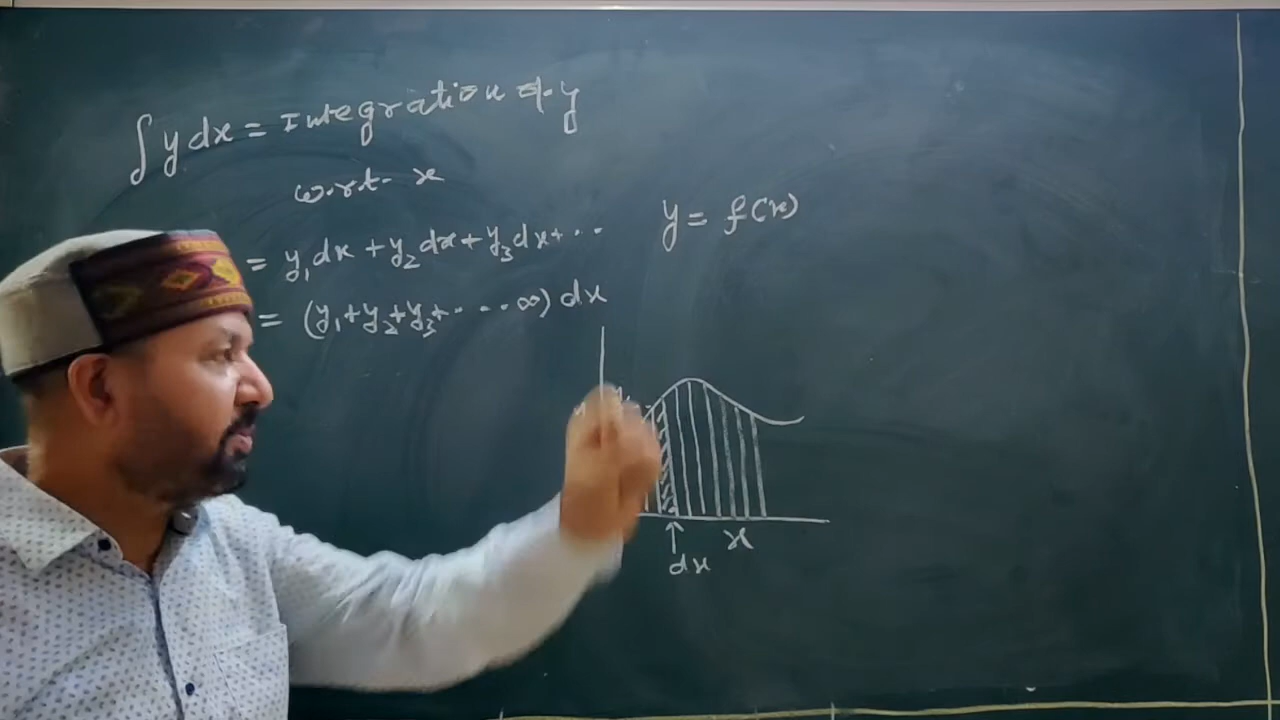 ∫ y dx = Integration of y
w.r.t. x
= y₁dx + y₂dx + y₃dx + ..
= (y₁+y₂+y₃+ .... ∞) dx
y = f(x)
x
dx